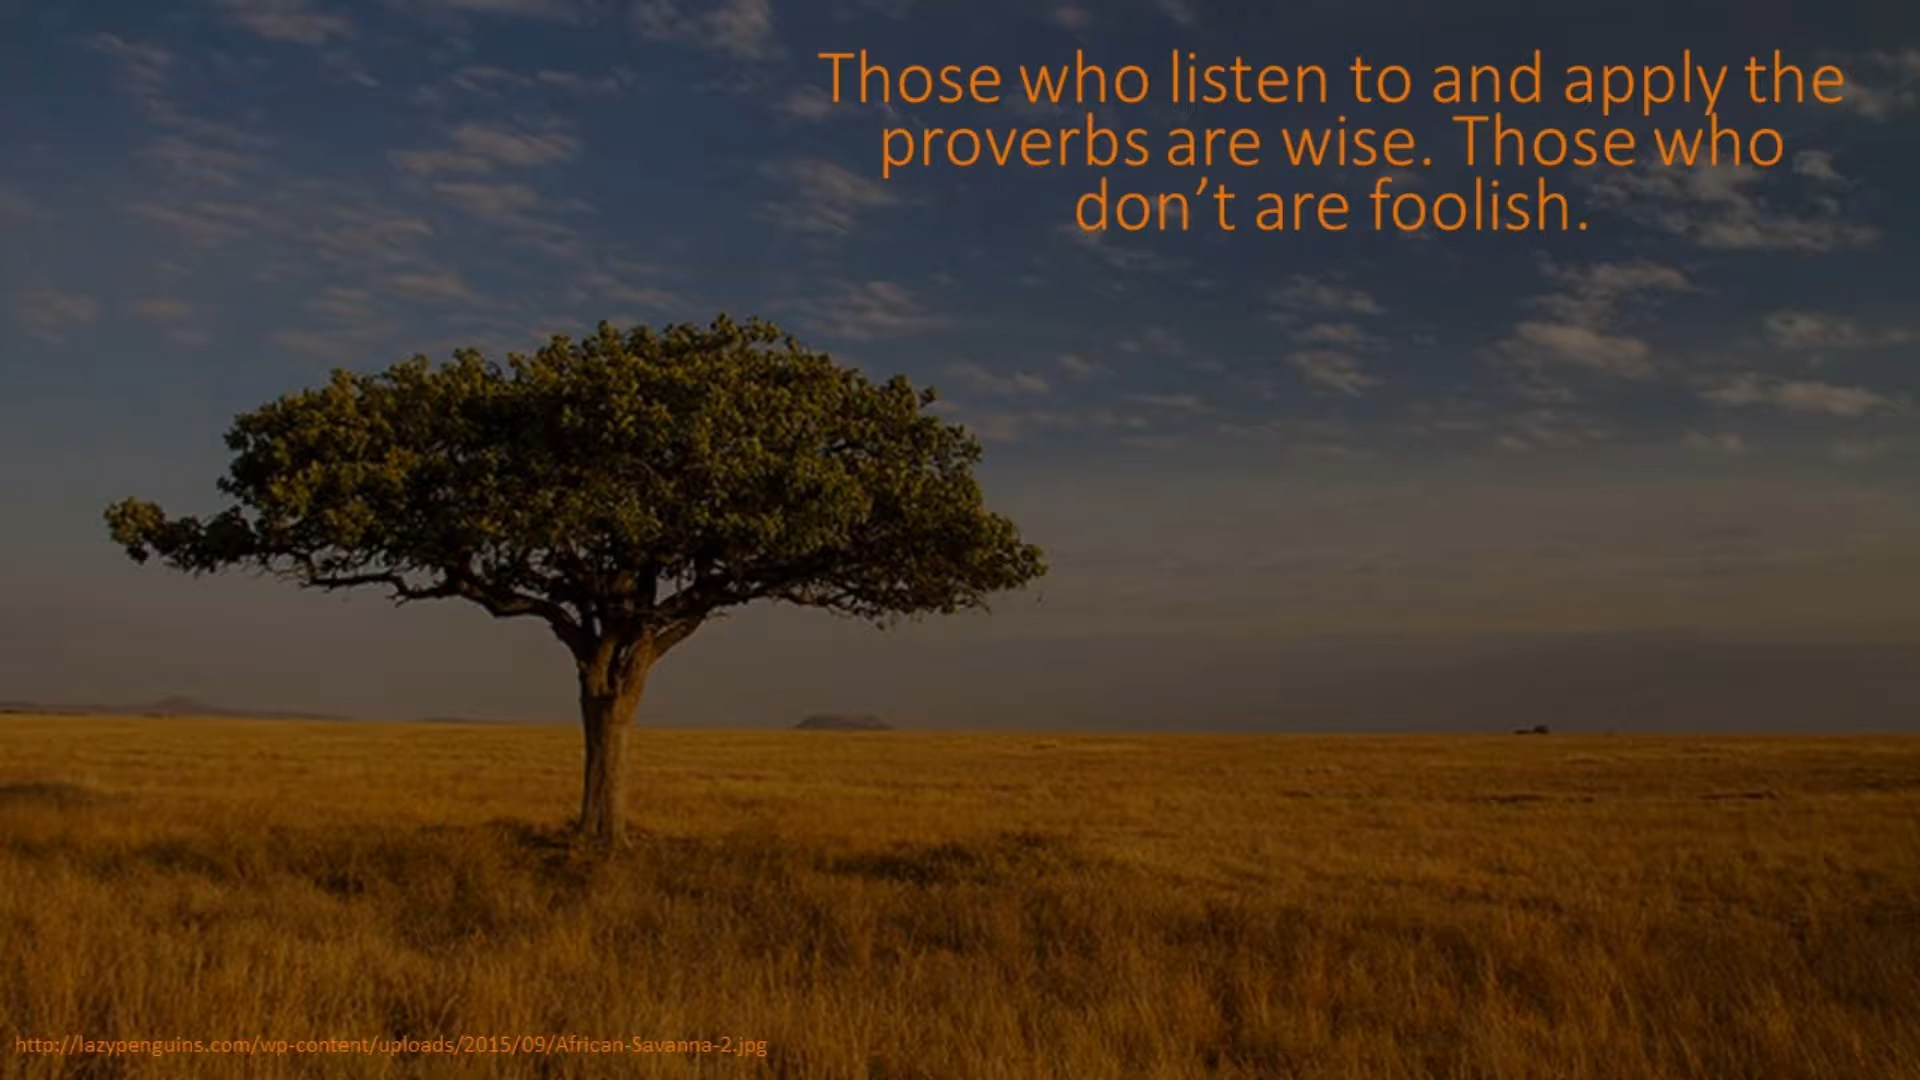 Those who listen to and apply the
proverbs are wise. Those who
don’t are foolish.
http://lazypenguins.com/wp-content/uploads/2015/09/African-Savanna-2.jpg